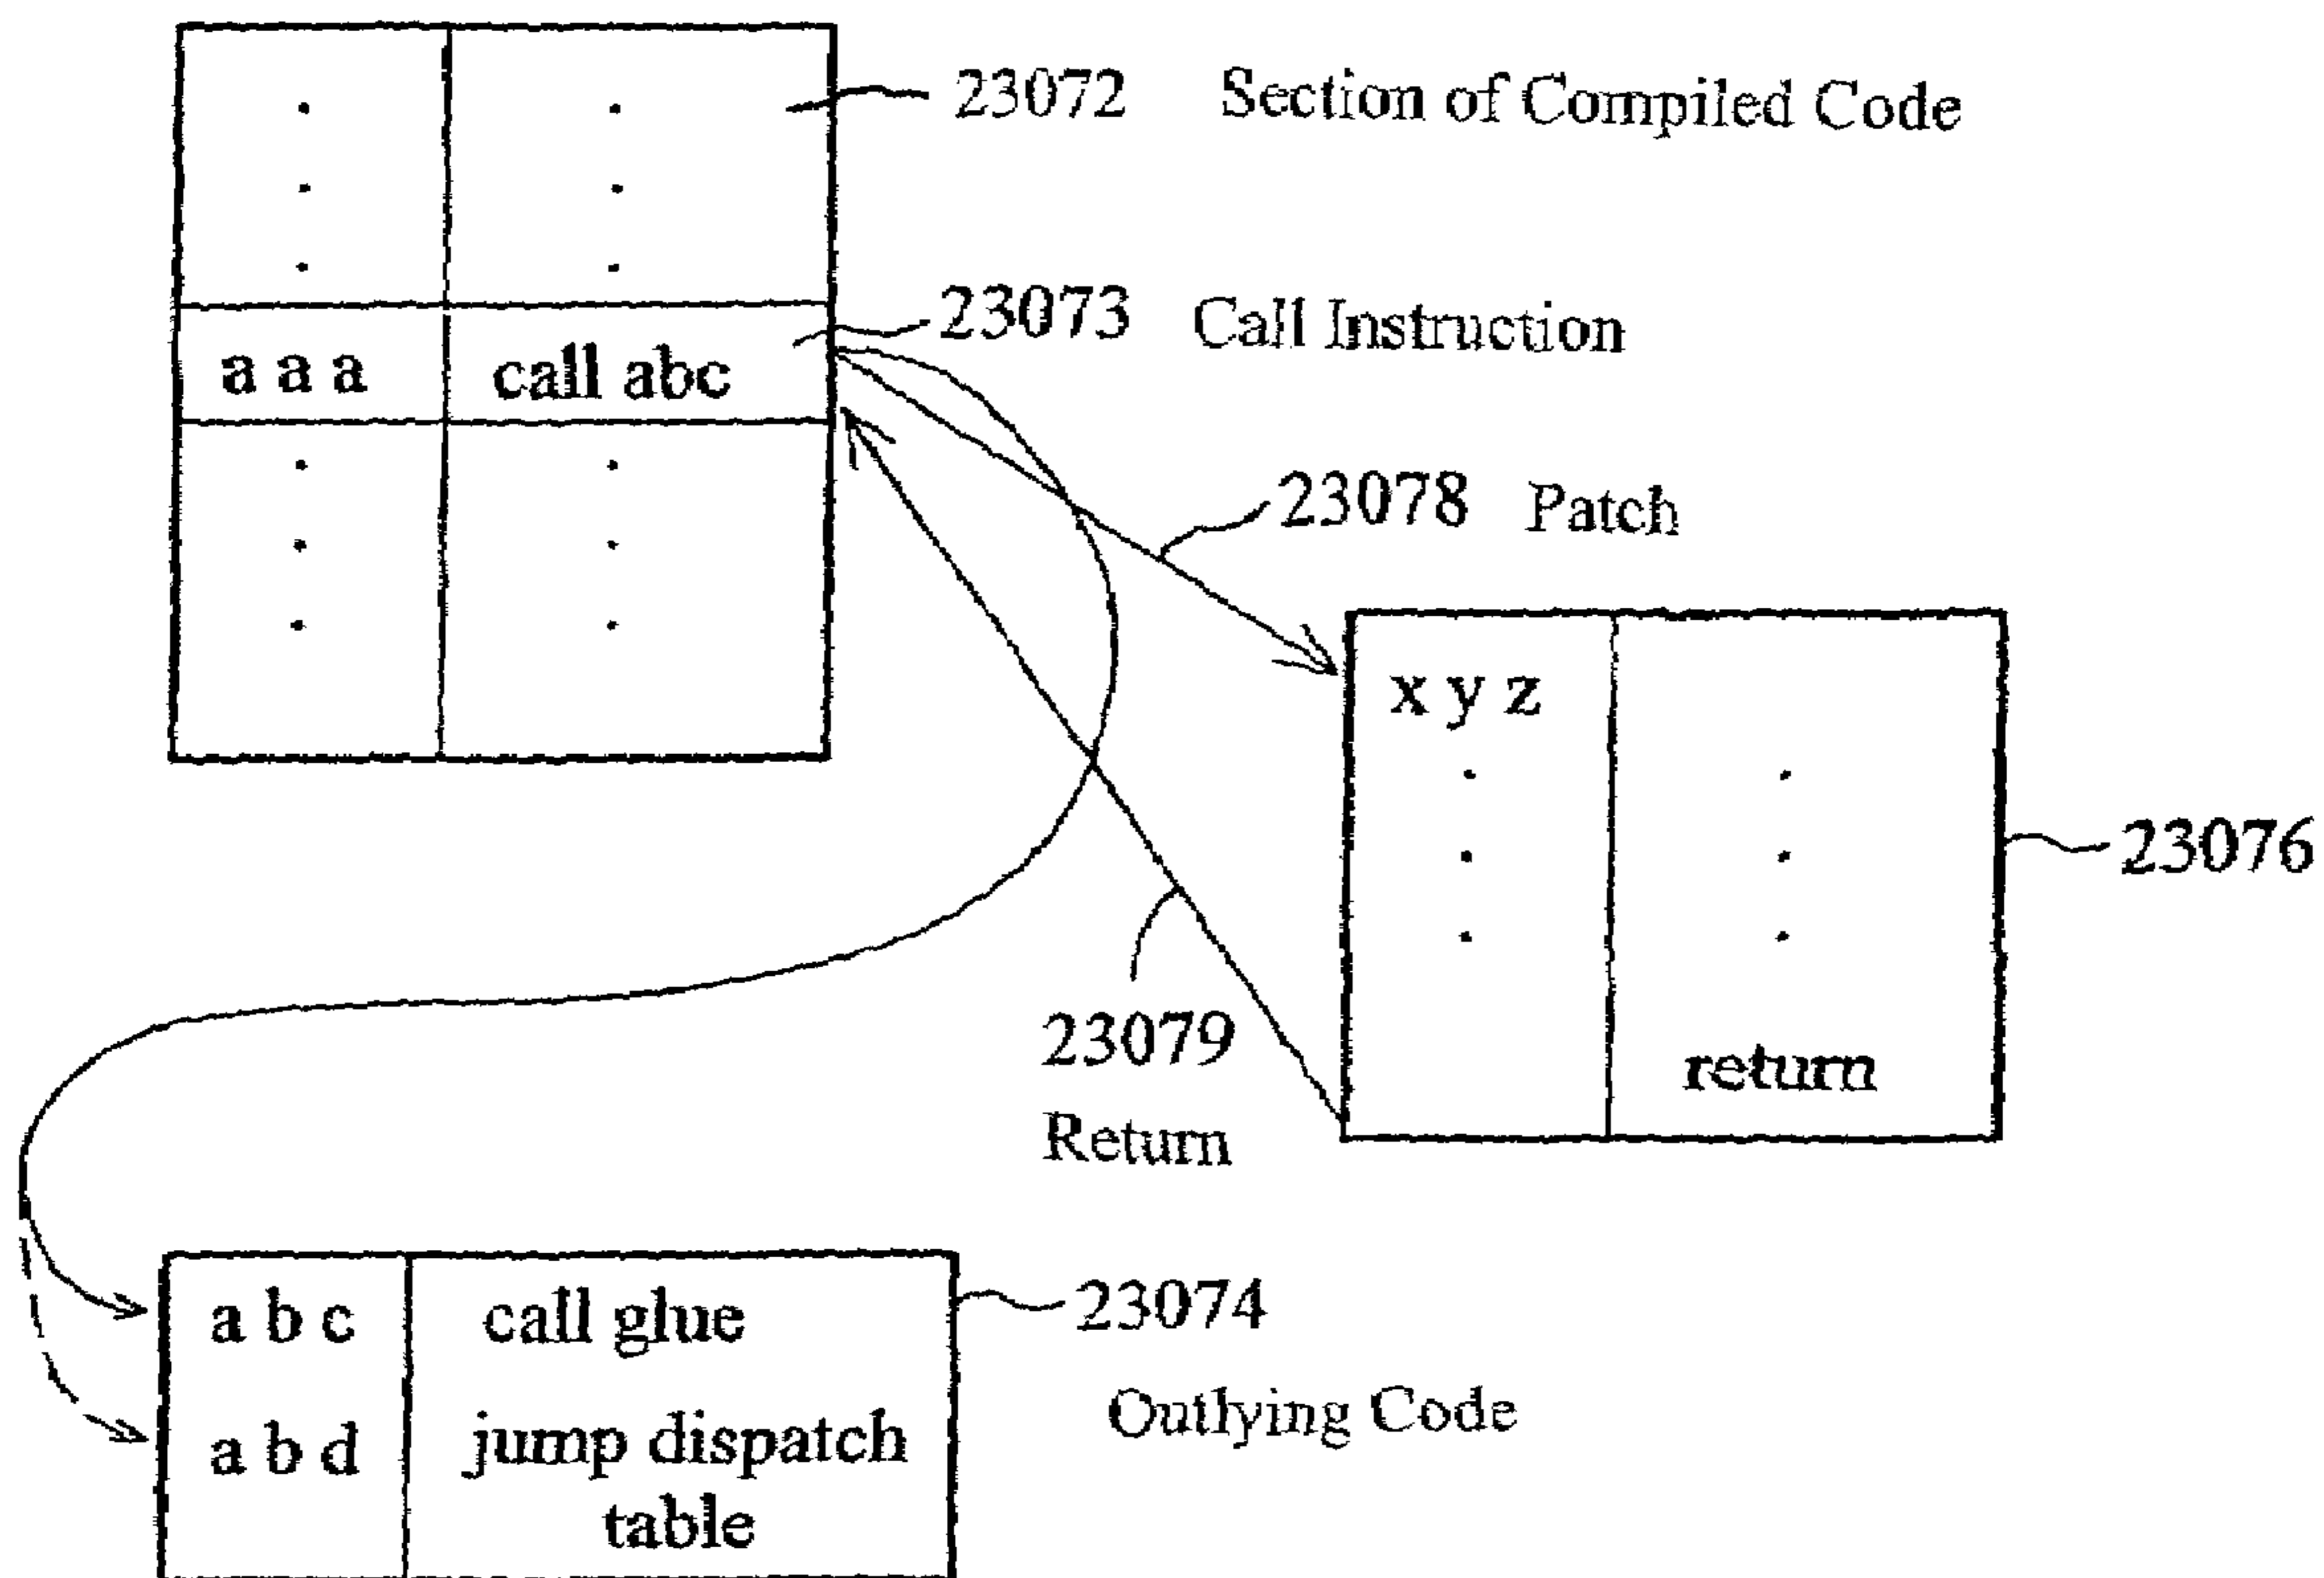 23072 Section of Compiled Code
23073 Call Instruction
a a a call abc
23078 Patch
x y z
23076
23079
return
Return
a b c call glue
23074
Outlying Code
a b d jump dispatch
table